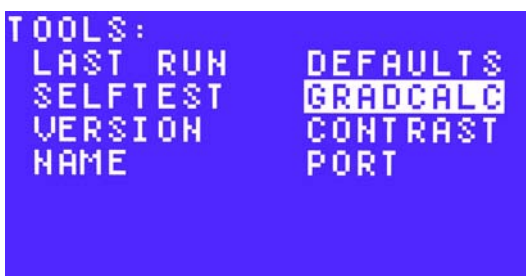 TOOLS:
LAST RUN DEFAULTS
SELFTEST GRADCALC
VERSION CONTRAST
NAME PORT